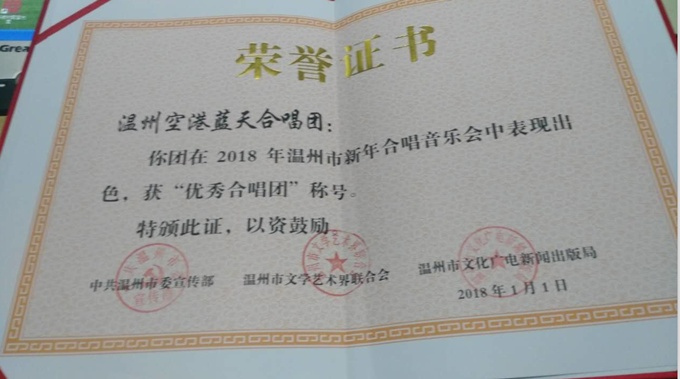 Grea
荣誉证书
温州空港蓝天合唱团：
你团在 2018 年温州市新年合唱音乐会中表现出
色，获“优秀合唱团”称号。
特颁此证，以资鼓励
中共温州市委宣传部 温州市文学艺术界联合会 温州市文化广电新闻出版局
2018 年 1 月 1 日